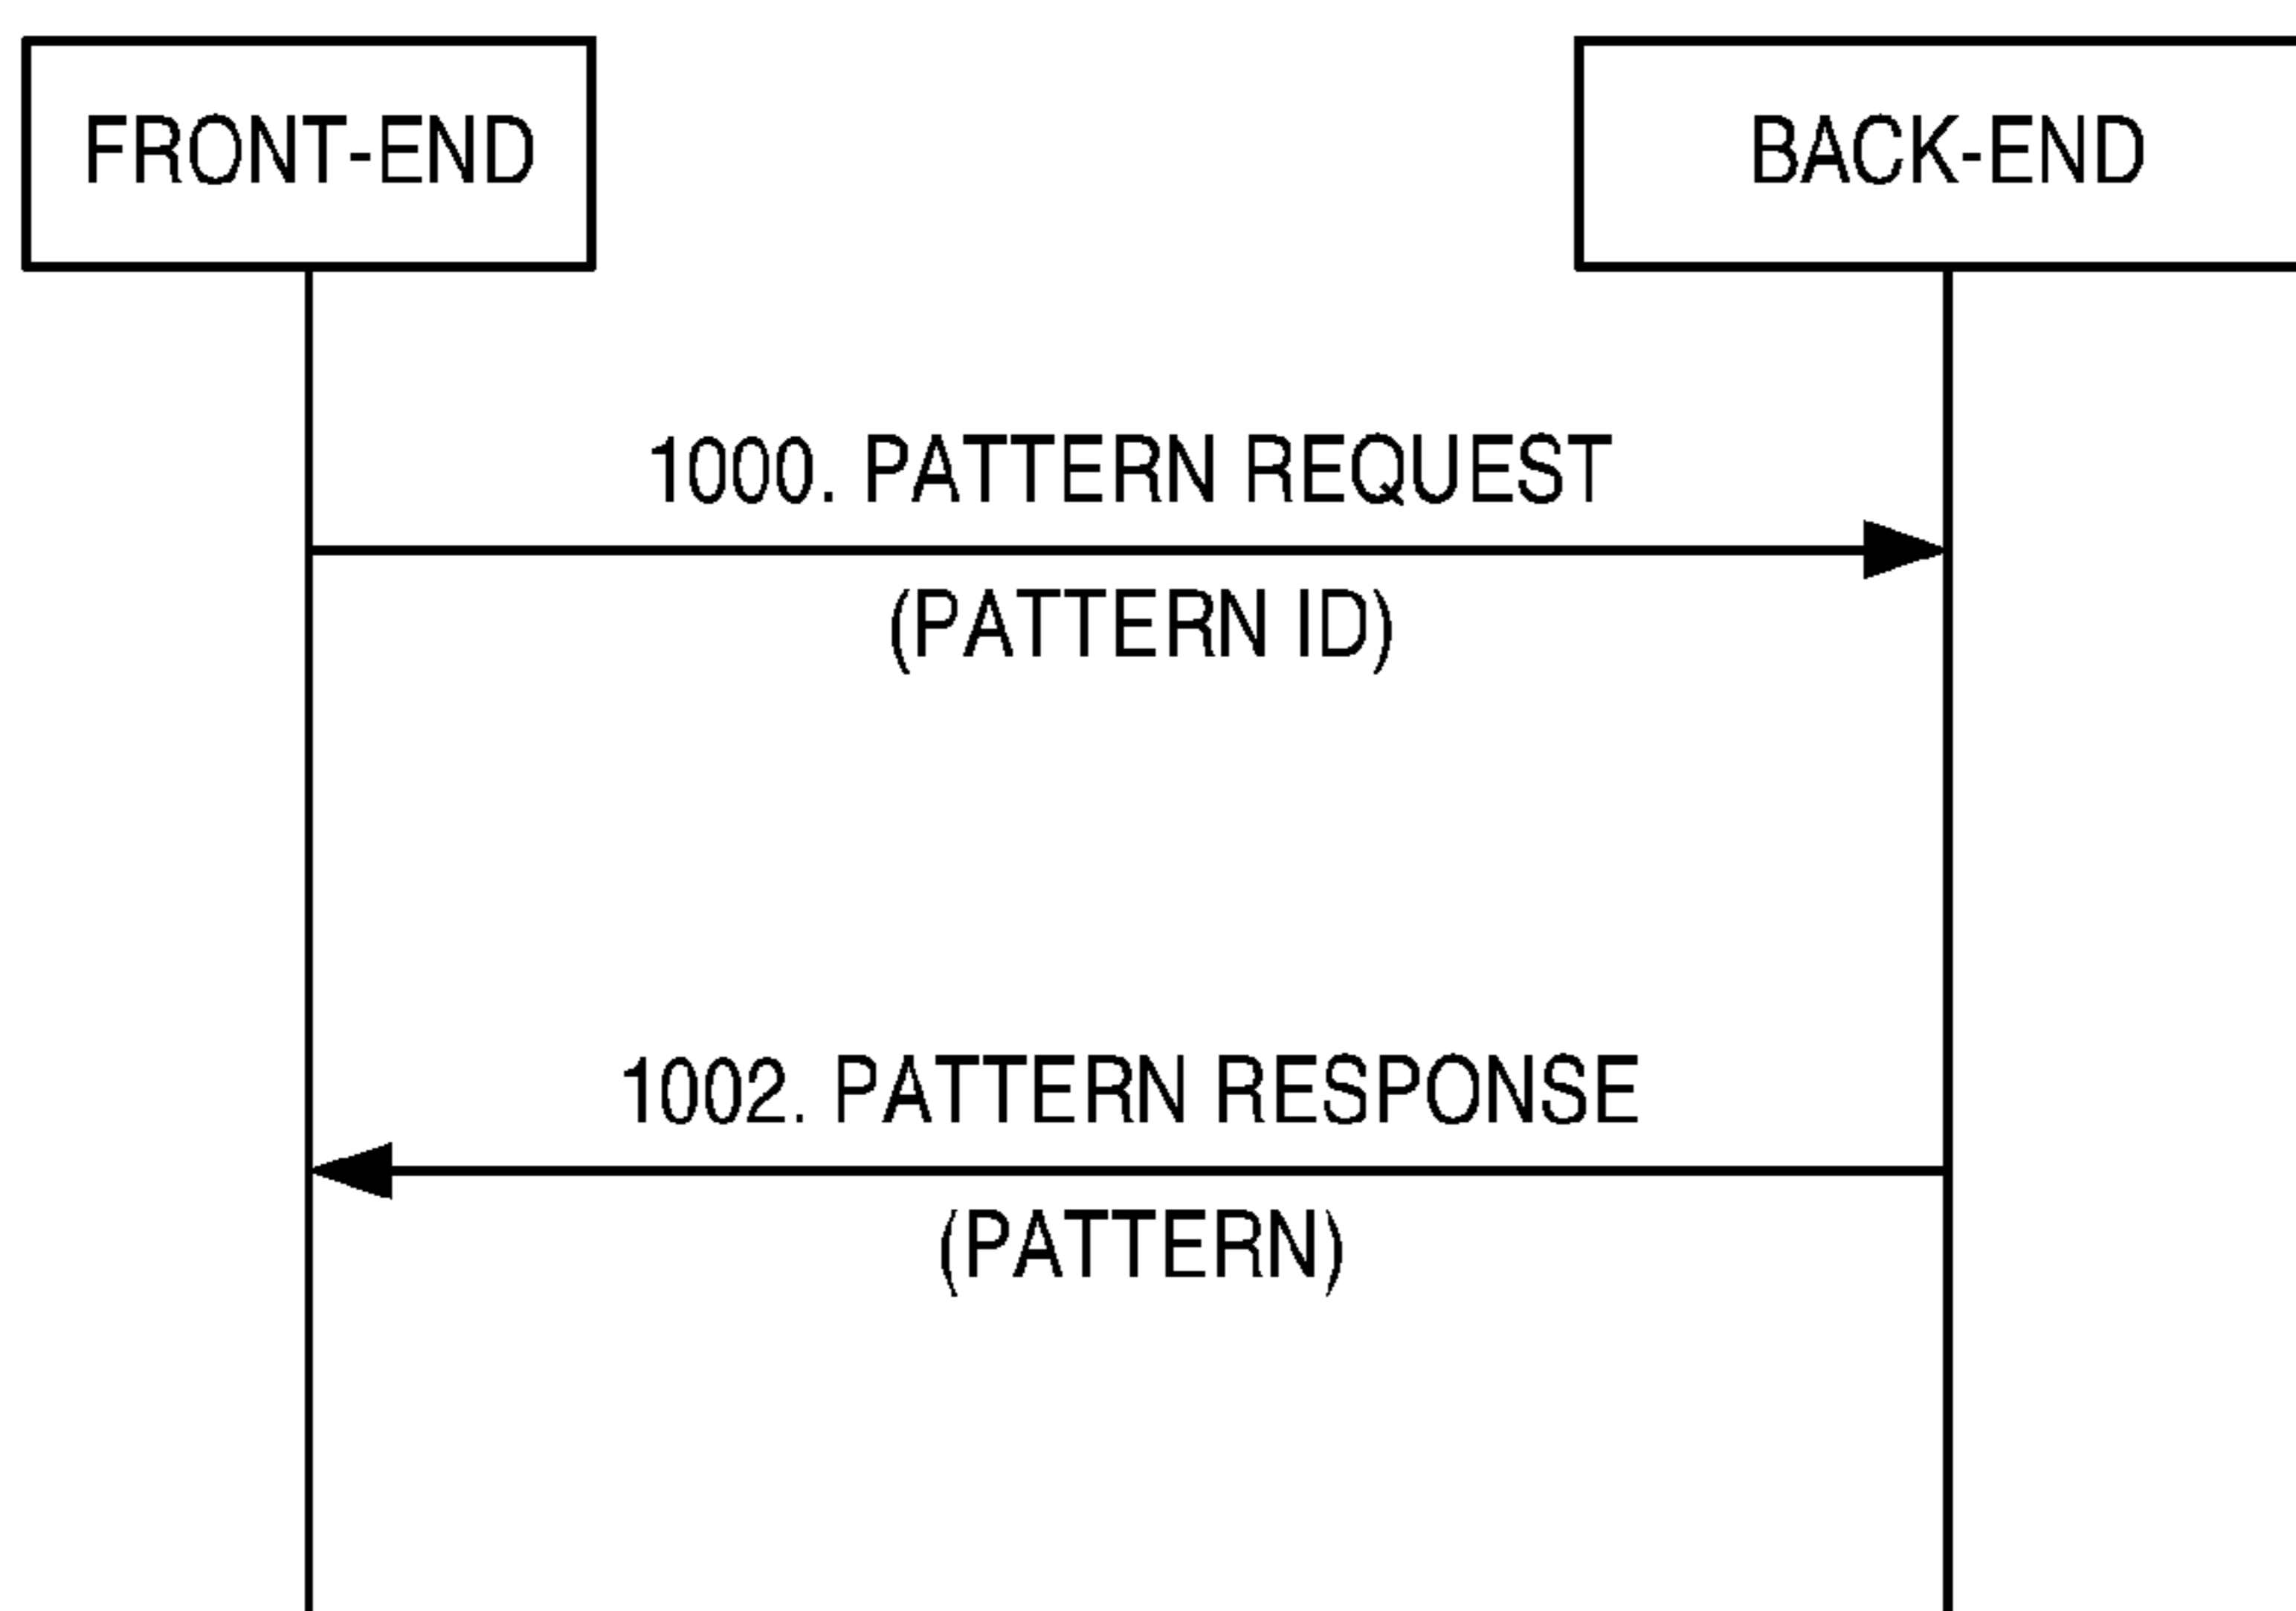 FRONT-END
BACK-END
1000. PATTERN REQUEST
(PATTERN ID)
1002. PATTERN RESPONSE
(PATTERN)